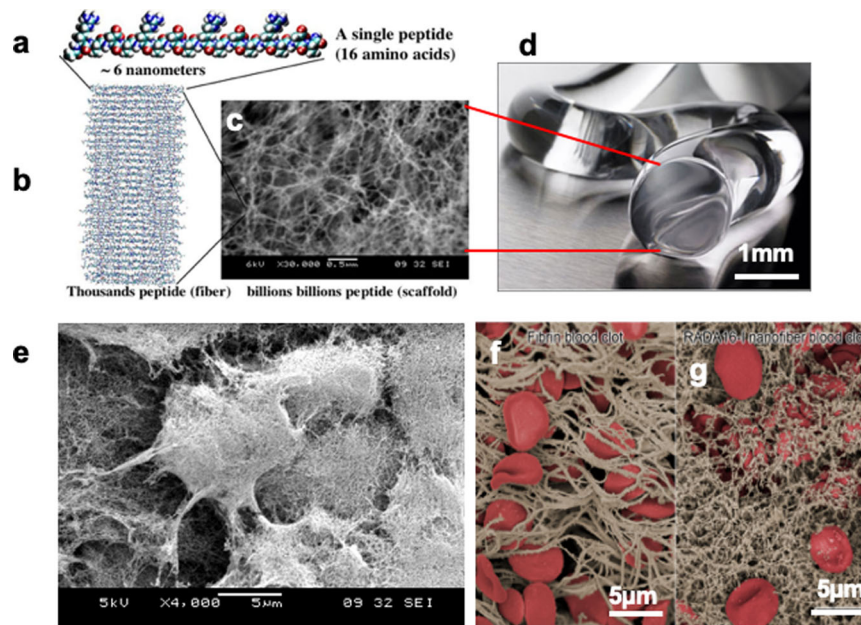 a
A single peptide
(16 amino acids)
~ 6 nanometers
b
c
6kV X30,000 0.5µm 09 32 SEI
Thousands peptide (fiber)
billions billions peptide (scaffold)
d
1mm
e
5kV X4,000 5µm 09 32 SEI
f
Fibrin blood clot
5µm
g
RADA16-I nanofiber blood clo
5µm